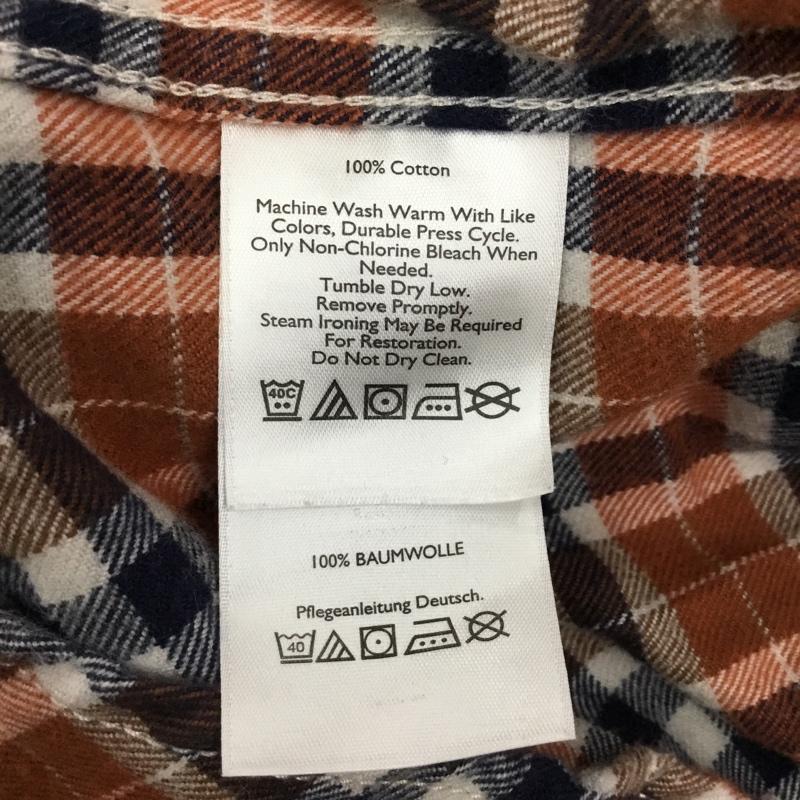 100% Cotton
Machine Wash Warm With Like
Colors, Durable Press Cycle.
Only Non-Chlorine Bleach When
Needed.
Tumble Dry Low.
Remove Promptly.
Steam Ironing May Be Required
For Restoration.
Do Not Dry Clean.
40C
100% BAUMWOLLE
Pflegeanleitung Deutsch.
40